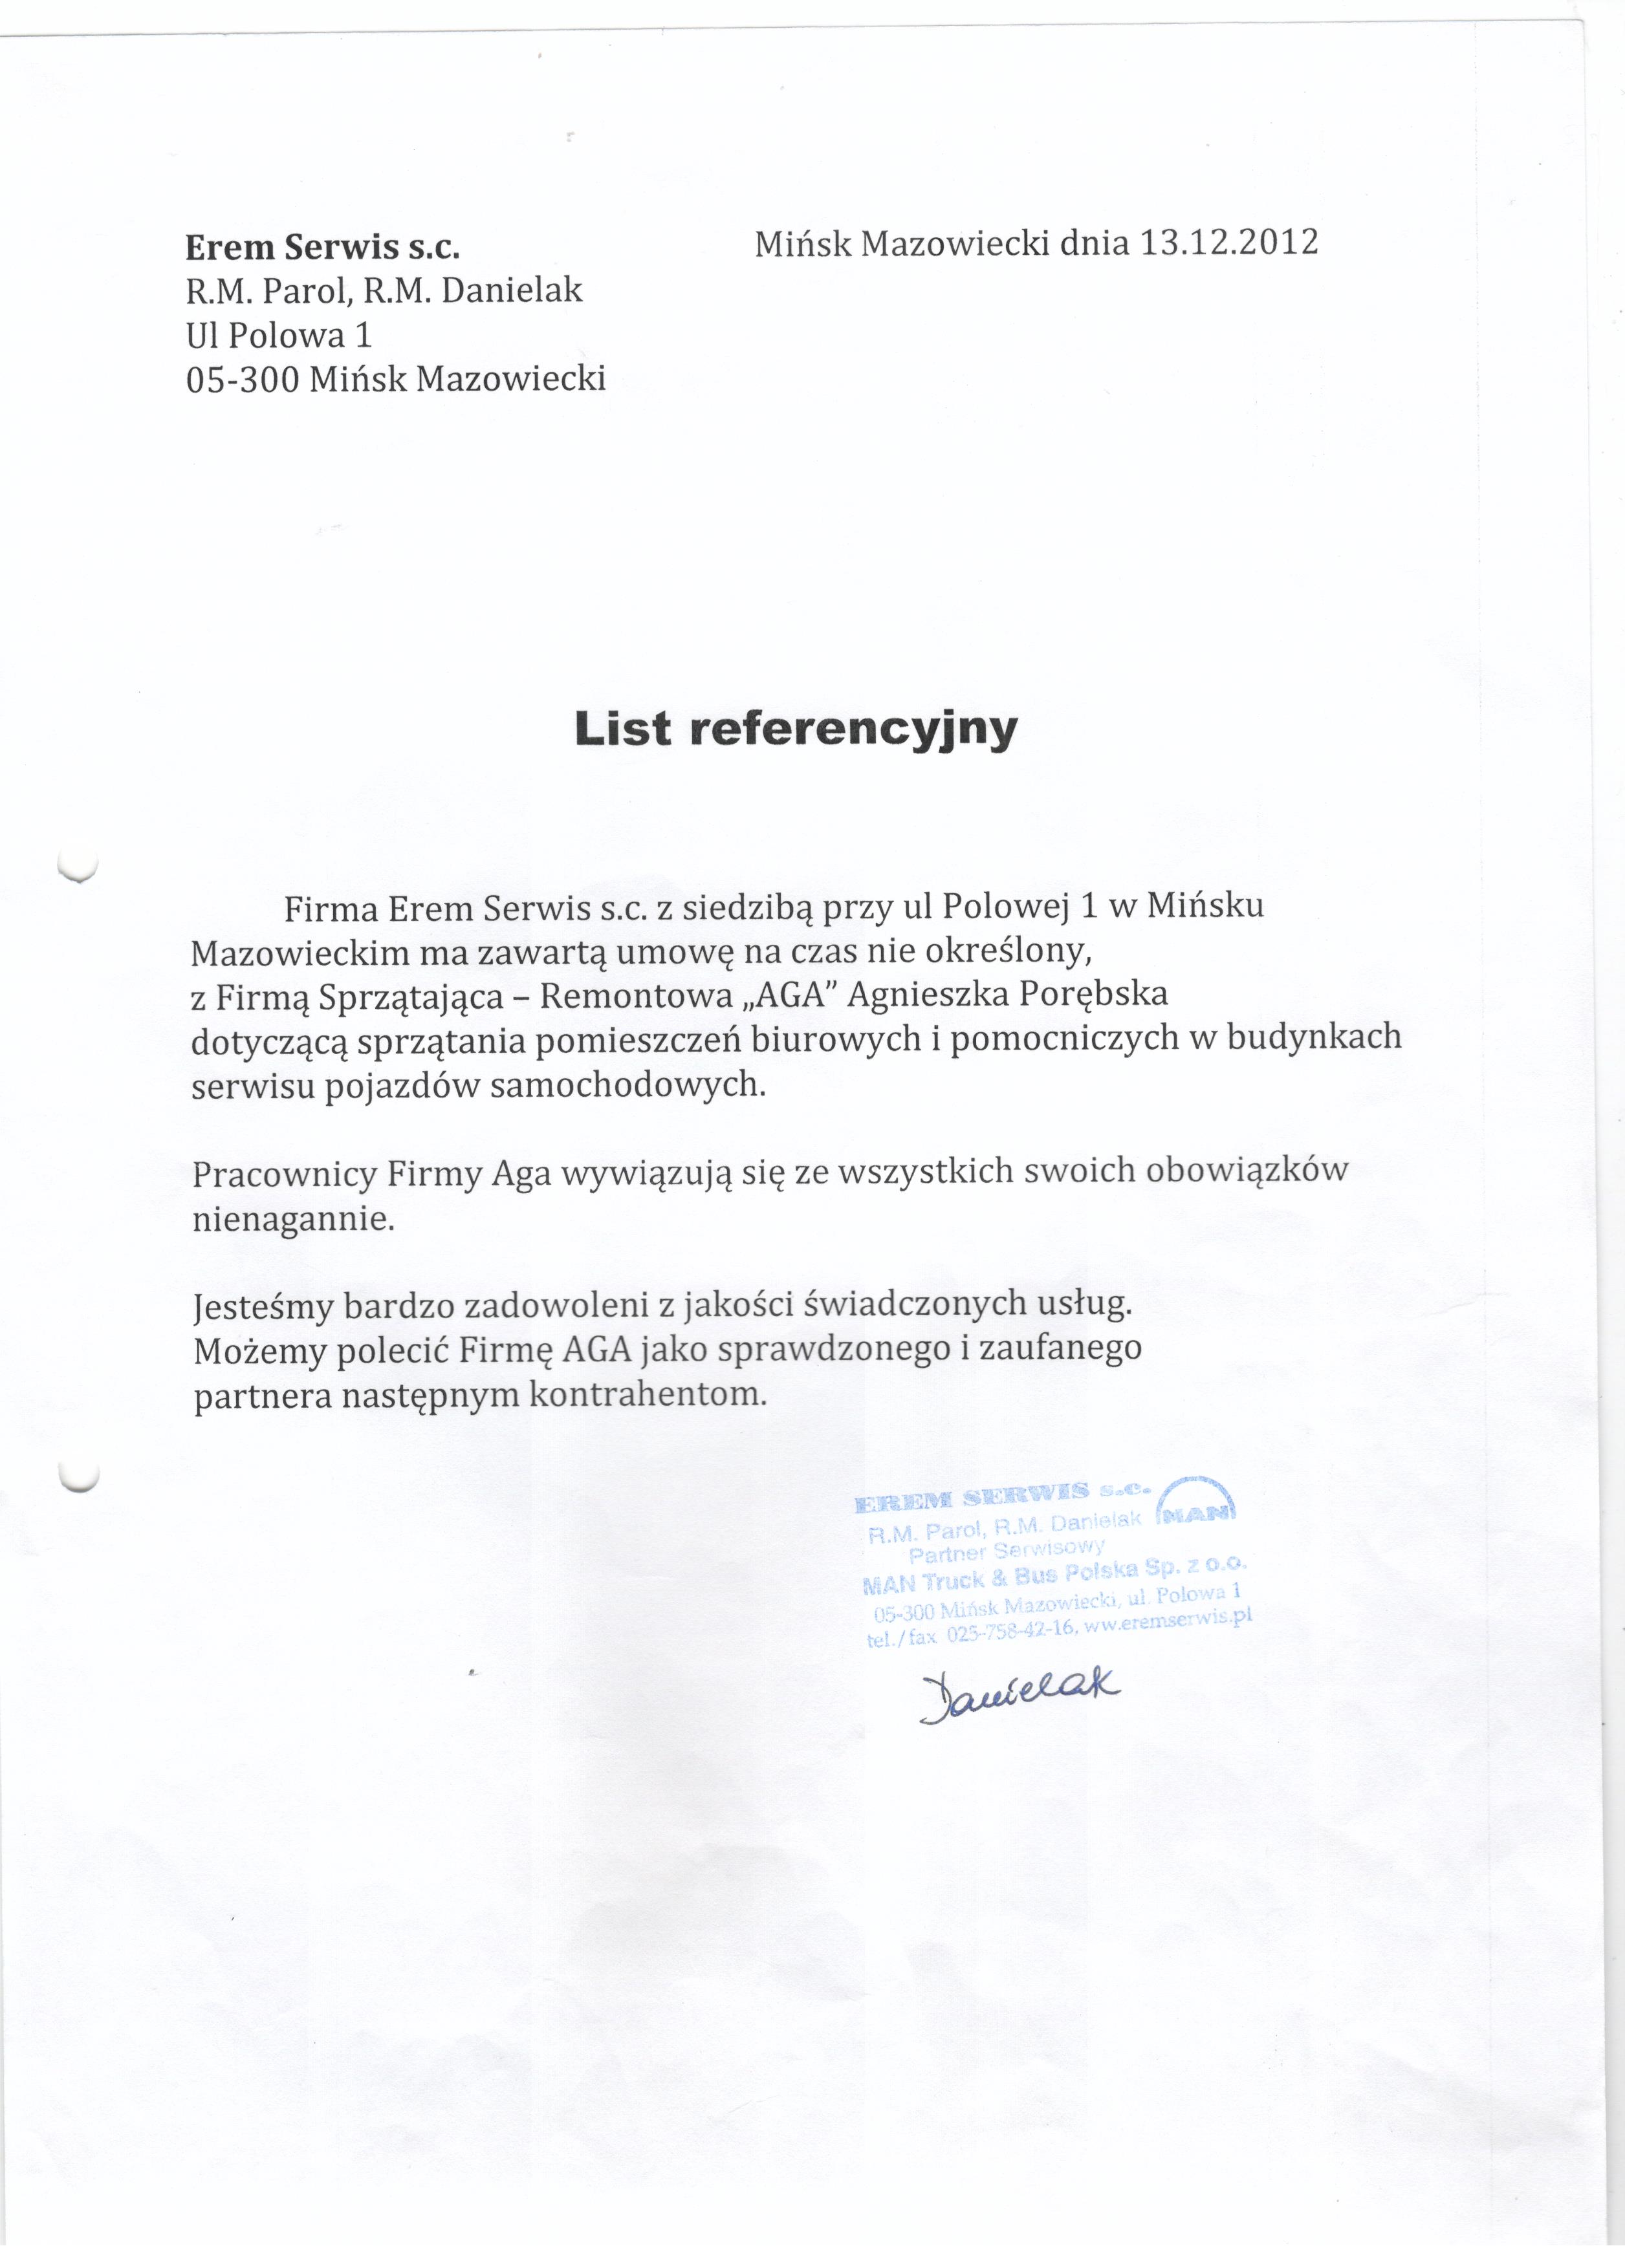 Erem Serwis s.c.
Mińsk Mazowiecki dnia 13.12.2012
R.M. Parol, R.M. Danielak
Ul Polowa 1
05-300 Mińsk Mazowiecki
List referencyjny
Firma Erem Serwis s.c. z siedzibą przy ul Polowej 1 w Mińsku
Mazowieckim ma zawartą umowę na czas nie określony,
z Firmą Sprzątająca – Remontowa „AGA” Agnieszka Porębska
dotyczącą sprzątania pomieszczeń biurowych i pomocniczych w budynkach
serwisu pojazdów samochodowych.
Pracownicy Firmy Aga wywiązują się ze wszystkich swoich obowiązków
nienagannie.
Jesteśmy bardzo zadowoleni z jakości świadczonych usług.
Możemy polecić Firmę AGA jako sprawdzonego i zaufanego
partnera następnym kontrahentom.
EREM SERWIS s.c.
MAN
R.M. Parol, R.M. Danielak
Partner Serwisowy
MAN Truck & Bus Polska Sp. z o.o.
05-300 Mińsk Mazowiecki, ul. Polowa 1
tel./fax 025-758-42-16, ww.eremserwis.pl
Danielak